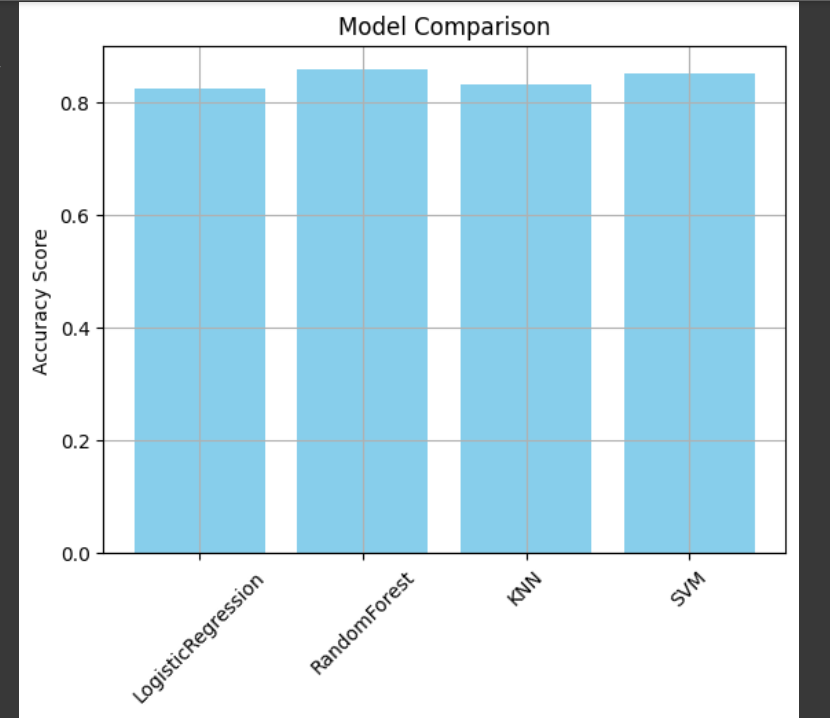 Model Comparison
Accuracy Score
0.8
0.6
0.4
0.2
0.0
LogisticRegression
RandomForest
KNN
SVM